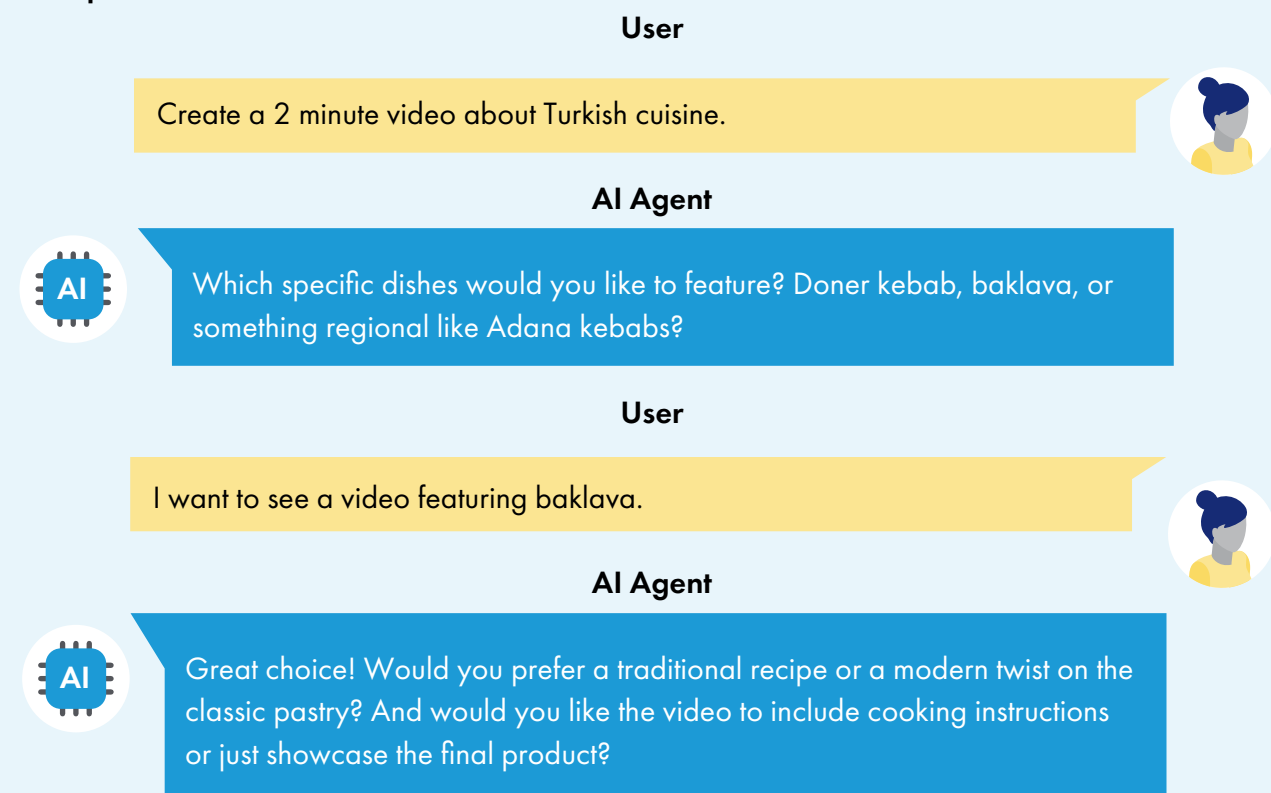 User
Create a 2 minute video about Turkish cuisine.
AI Agent
AI
Which specific dishes would you like to feature? Doner kebab, baklava, or
something regional like Adana kebabs?
User
I want to see a video featuring baklava.
AI Agent
AI
Great choice! Would you prefer a traditional recipe or a modern twist on the
classic pastry? And would you like the video to include cooking instructions
or just showcase the final product?